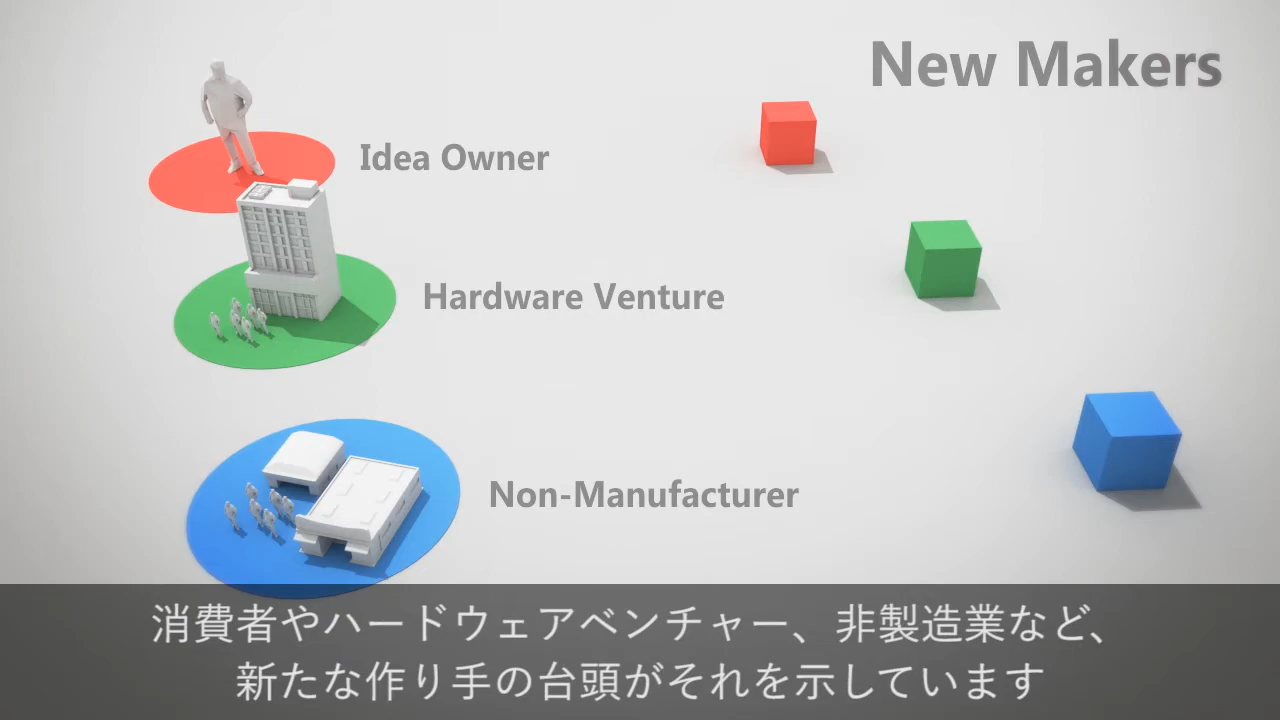 New Makers
Idea Owner
Hardware Venture
Non-Manufacturer
消費者やハードウェアベンチャー、非製造業など、
新たな作り手の台頭がそれを示しています